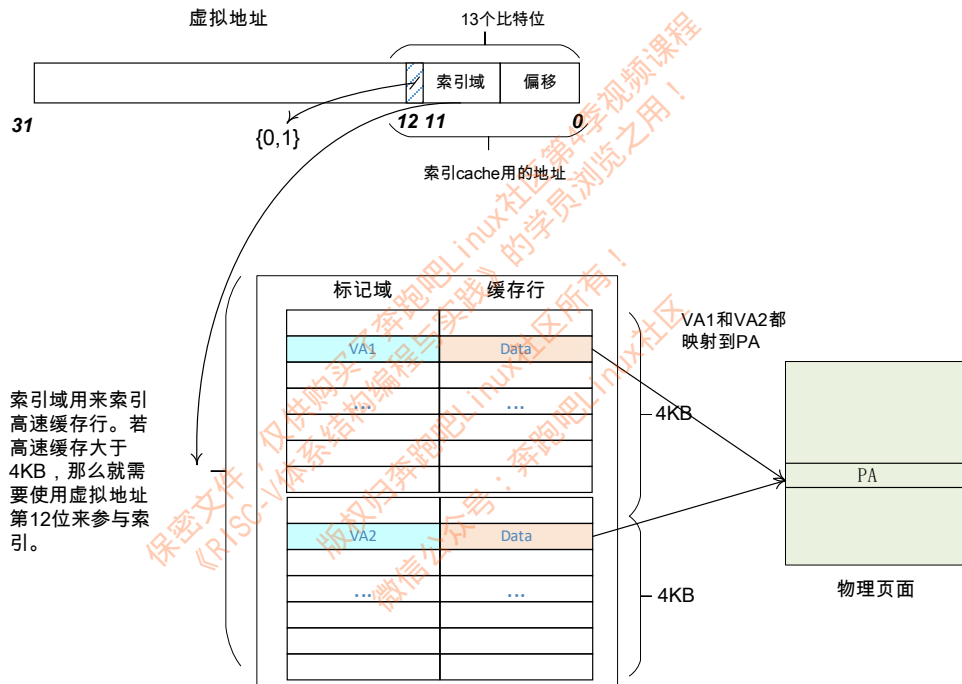 虚拟地址
13个比特位
索引域
偏移
31
12 11
0
{0,1}
索引cache用的地址
标记域
缓存行
VA1和VA2都
映射到PA
VA1
Data
...
...
4KB
索引域用来索引
高速缓存行。若
高速缓存大于
4KB，那么就需
要使用虚拟地址
第12位来参与索
引。
PA
VA2
Data
...
...
4KB
物理页面
保密文件，仅供购买了奔跑吧Linux社区第4季视频课程
《RISC-V体系结构编程与实践》的学员浏览之用！
版权归奔跑吧Linux社区所有！
微信公众号：奔跑吧Linux社区